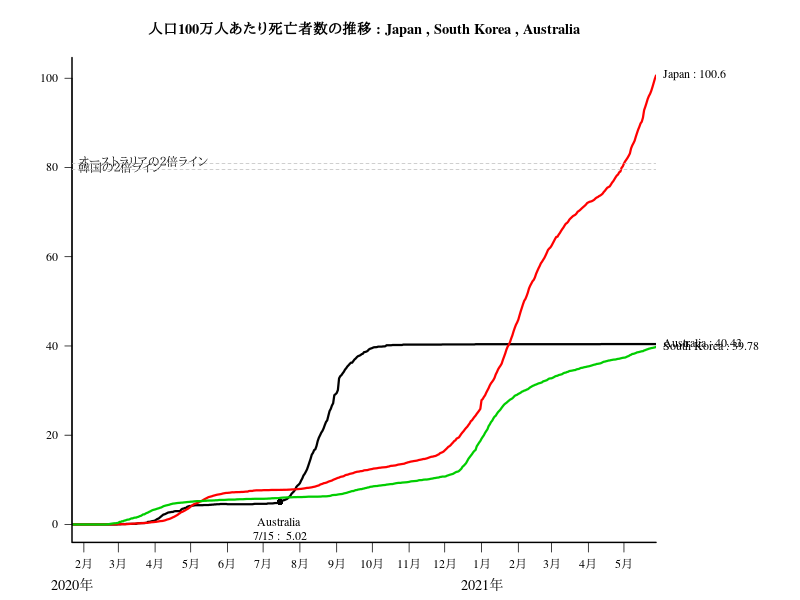 人口100万人あたり死亡者数の推移 : Japan , South Korea , Australia
100
80
60
40
20
0
オーストラリアの2倍ライン
韓国の2倍ライン
Japan : 100.6
Australia : 40.43
South Korea : 39.78
Australia
7/15 : 5.02
2月 3月 4月 5月 6月 7月 8月 9月 10月 11月 12月 1月 2月 3月 4月 5月
2020年 2021年